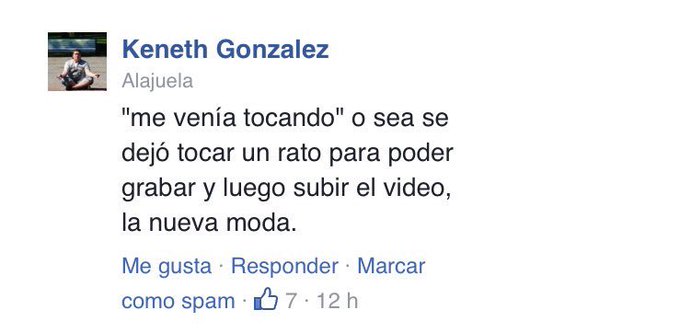 Keneth Gonzalez
Alajuela
"me venía tocando" o sea se
dejó tocar un rato para poder
grabar y luego subir el video,
la nueva moda.
Me gusta · Responder · Marcar
como spam · 7 · 12 h